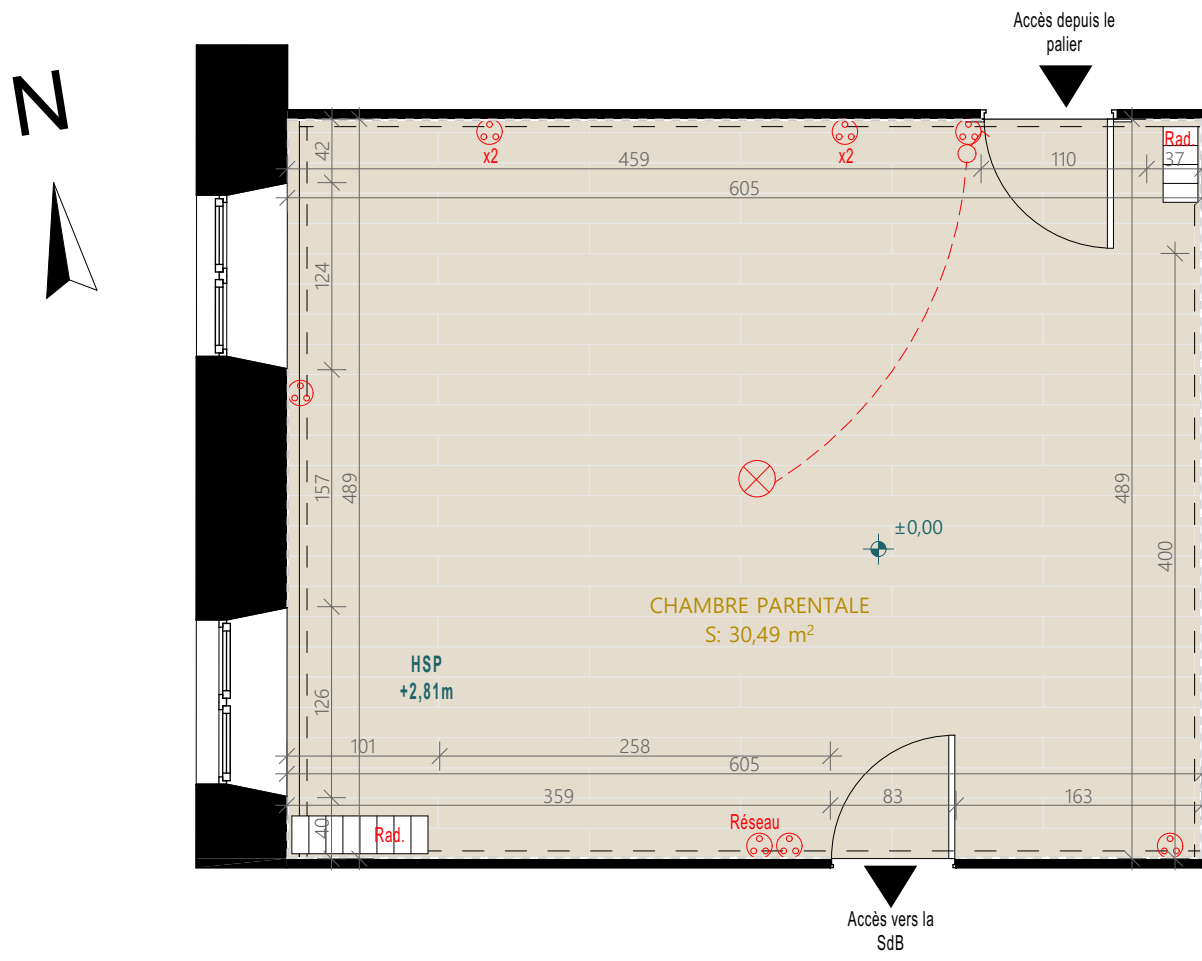 Accès depuis le
palier
N
x2
x2
Rad.
42
459
110
37
605
124
157
489
489
400
±0,00
CHAMBRE PARENTALE
S: 30,49 m²
HSP
+2,81m
126
101
258
605
359
83
163
40
Rad.
Réseau
Accès vers la
SdB